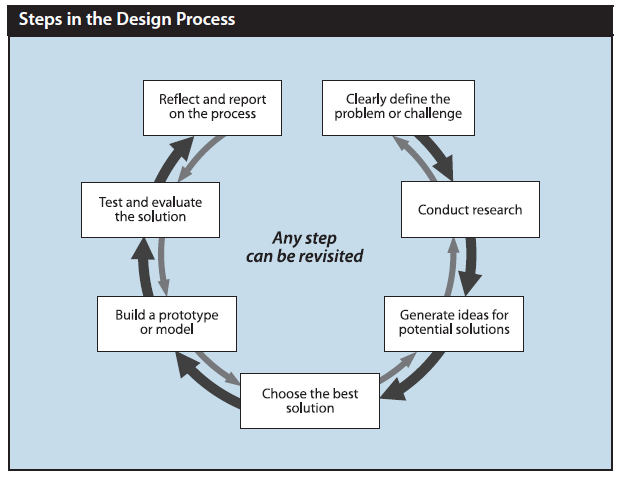 Steps in the Design Process
Reflect and report
on the process
Clearly define the
problem or challenge
Test and evaluate
the solution
Conduct research
Any step
can be revisited
Build a prototype
or model
Generate ideas for
potential solutions
Choose the best
solution